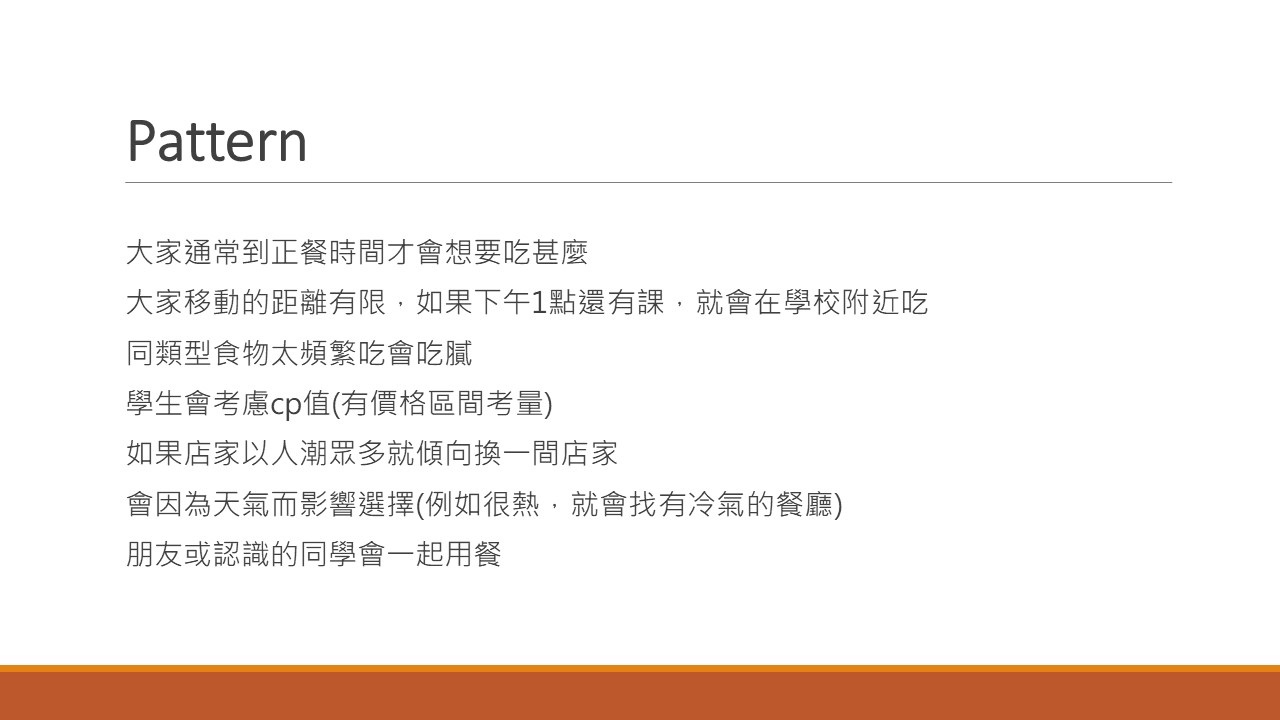 Pattern
大家通常到正餐時間才會想要吃甚麼
大家移動的距離有限，如果下午1點還有課，就會在學校附近吃
同類型食物太頻繁吃會吃膩
學生會考慮cp值(有價格區間考量)
如果店家以人潮眾多就傾向換一間店家
會因為天氣而影響選擇(例如很熱，就會找有冷氣的餐廳)
朋友或認識的同學會一起用餐